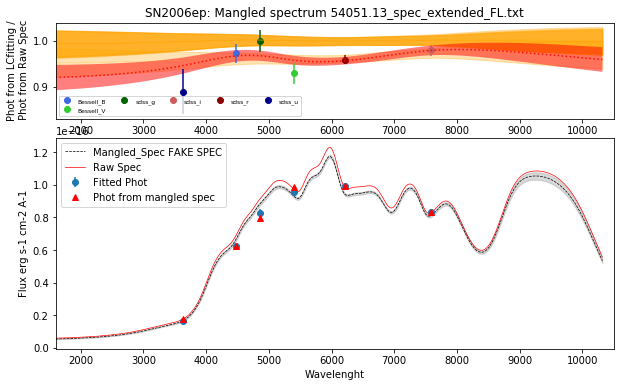 SN2006ep: Mangled spectrum 54051.13_spec_extended_FL.txt
Phot from LCfitting /
Phot from Raw Spec
1.0
0.9
Bessell_B
sdss_g
sdss_i
sdss_r
sdss_u
Bessell_V
2000 3000 4000 5000 6000 7000 8000 9000 10000
Flux erg s-1 cm-2 A-1
1.2
1.0
0.8
0.6
0.4
0.2
0.0
Mangled_Spec FAKE SPEC
Raw Spec
Fitted Phot
Phot from mangled spec
2000 3000 4000 5000 6000 7000 8000 9000 10000
Wavelenght